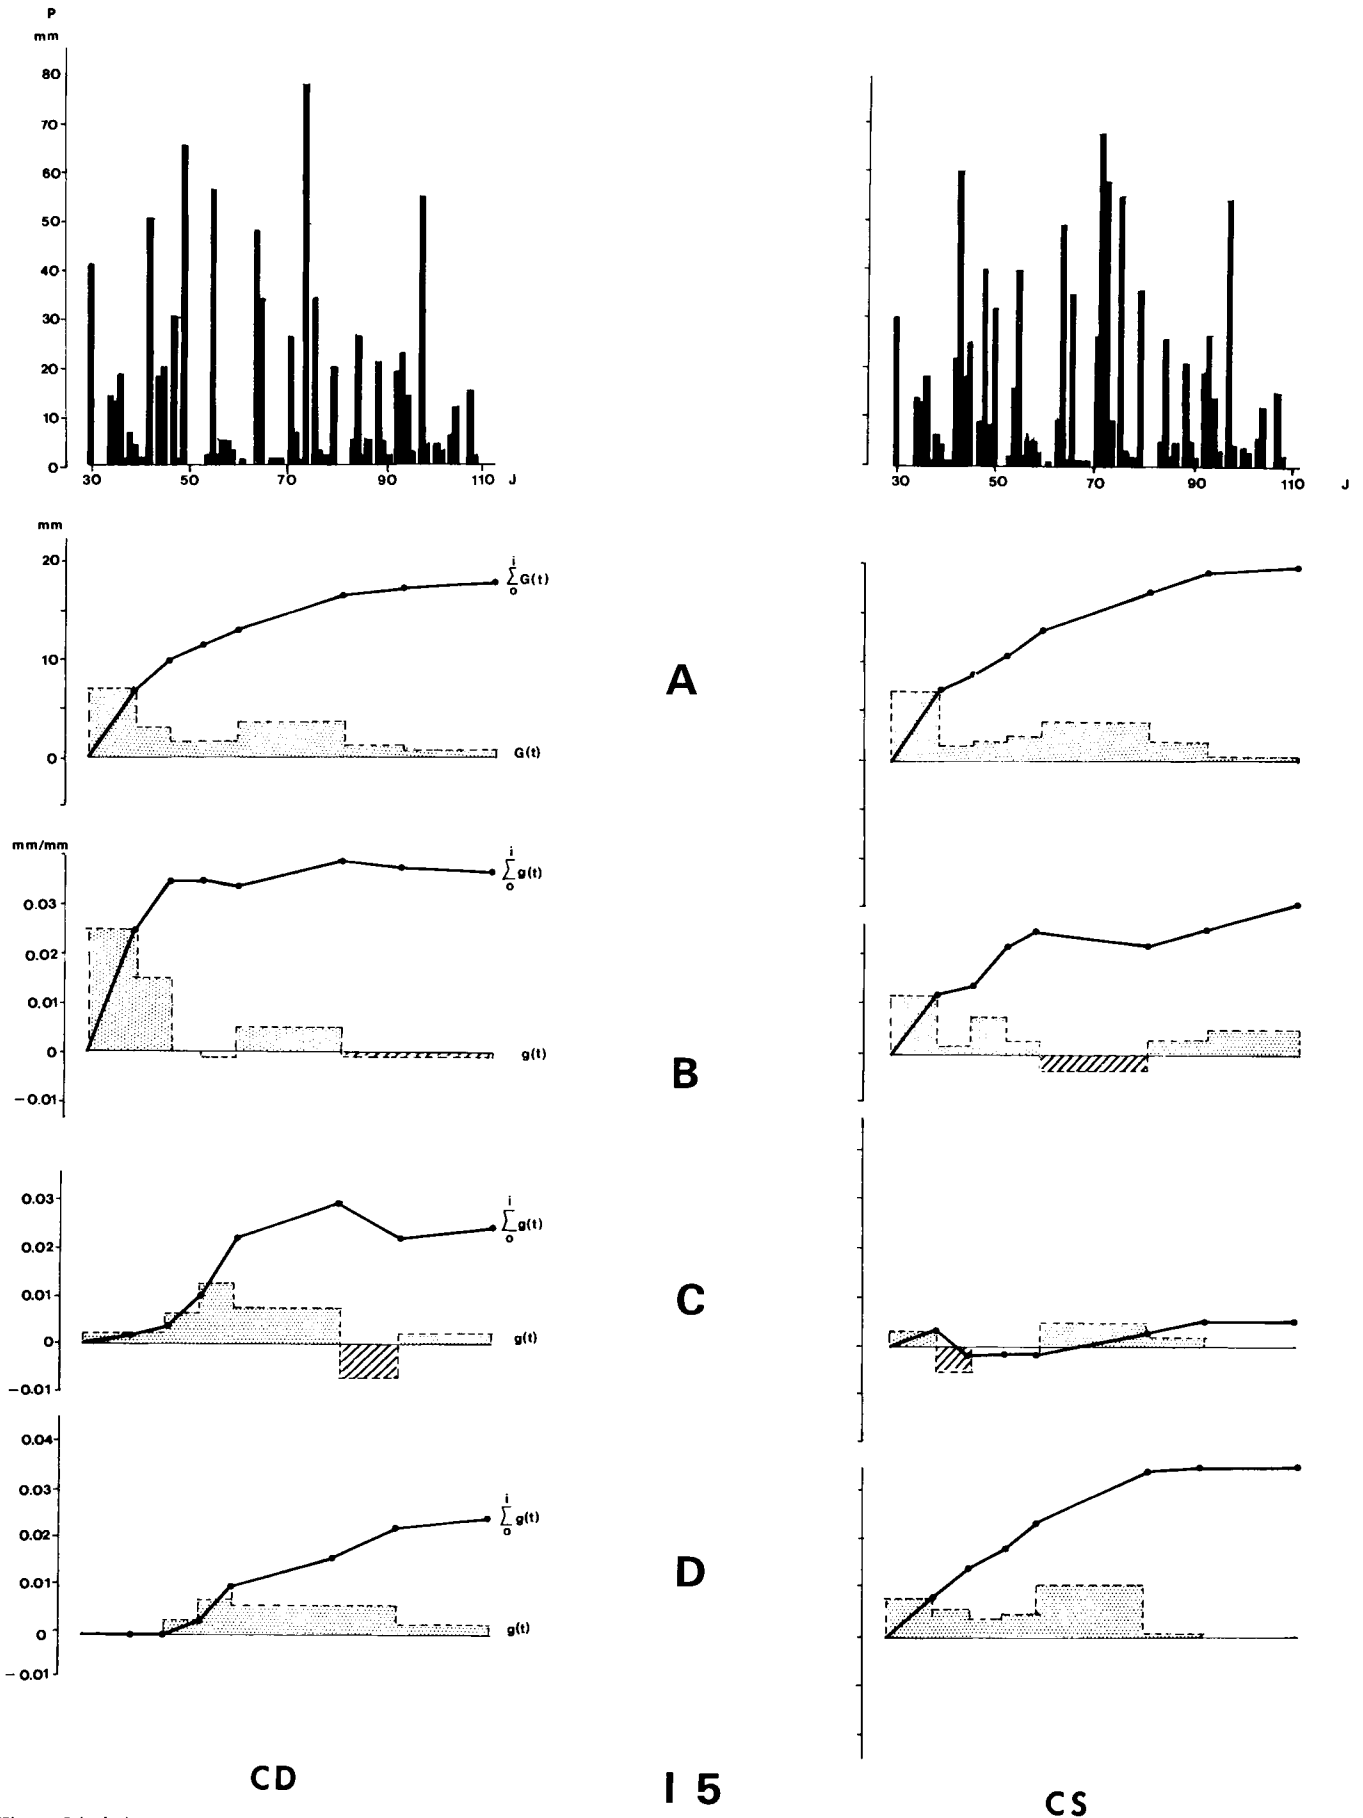 P
mm
80
70
60
50
40
30
20
10
0
30 50 70 90 110 J
30 50 70 90 110 J
mm
20
10
0
i
∑ G(t)
o
G(t)
A
mm/mm
0.03
0.02
0.01
0
−0.01
i
∑ g(t)
o
g(t)
B
0.03
0.02
0.01
0
−0.01
i
∑ g(t)
o
g(t)
C
0.04
0.03
0.02
0.01
0
−0.01
i
∑ g(t)
o
g(t)
D
CD
I 5
CS